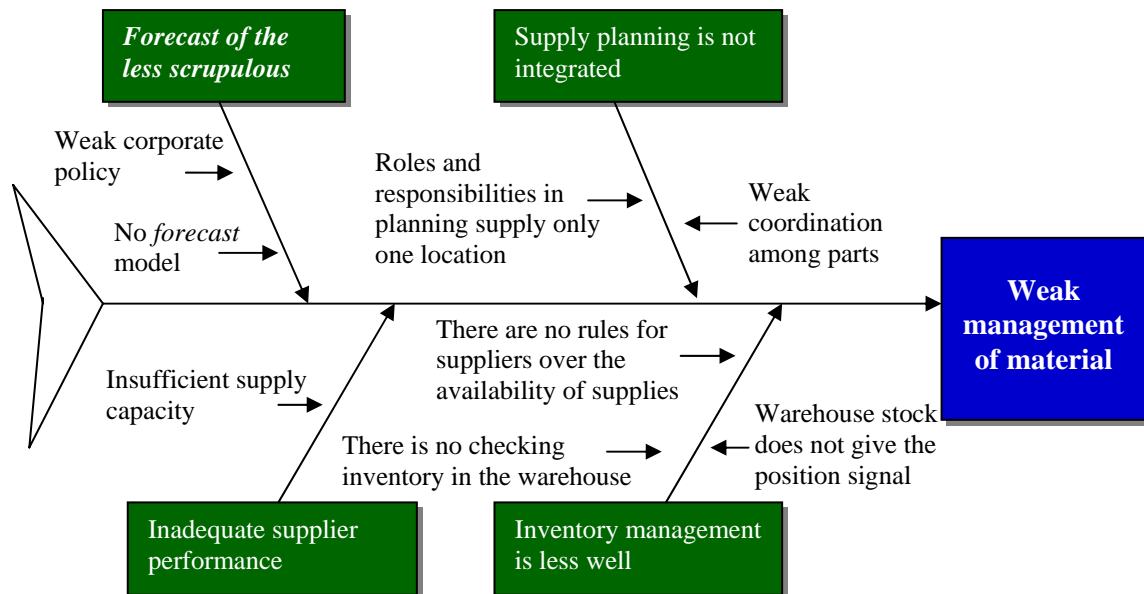 Forecast of the
less scrupulous
Supply planning is not
integrated
Weak corporate
policy
No forecast
model
Roles and
responsibilities in
planning supply only
one location
Weak
coordination
among parts
Weak
management
of material
Insufficient supply
capacity
There are no rules for
suppliers over the
availability of supplies
There is no checking
inventory in the warehouse
Warehouse stock
does not give the
position signal
Inadequate supplier
performance
Inventory management
is less well